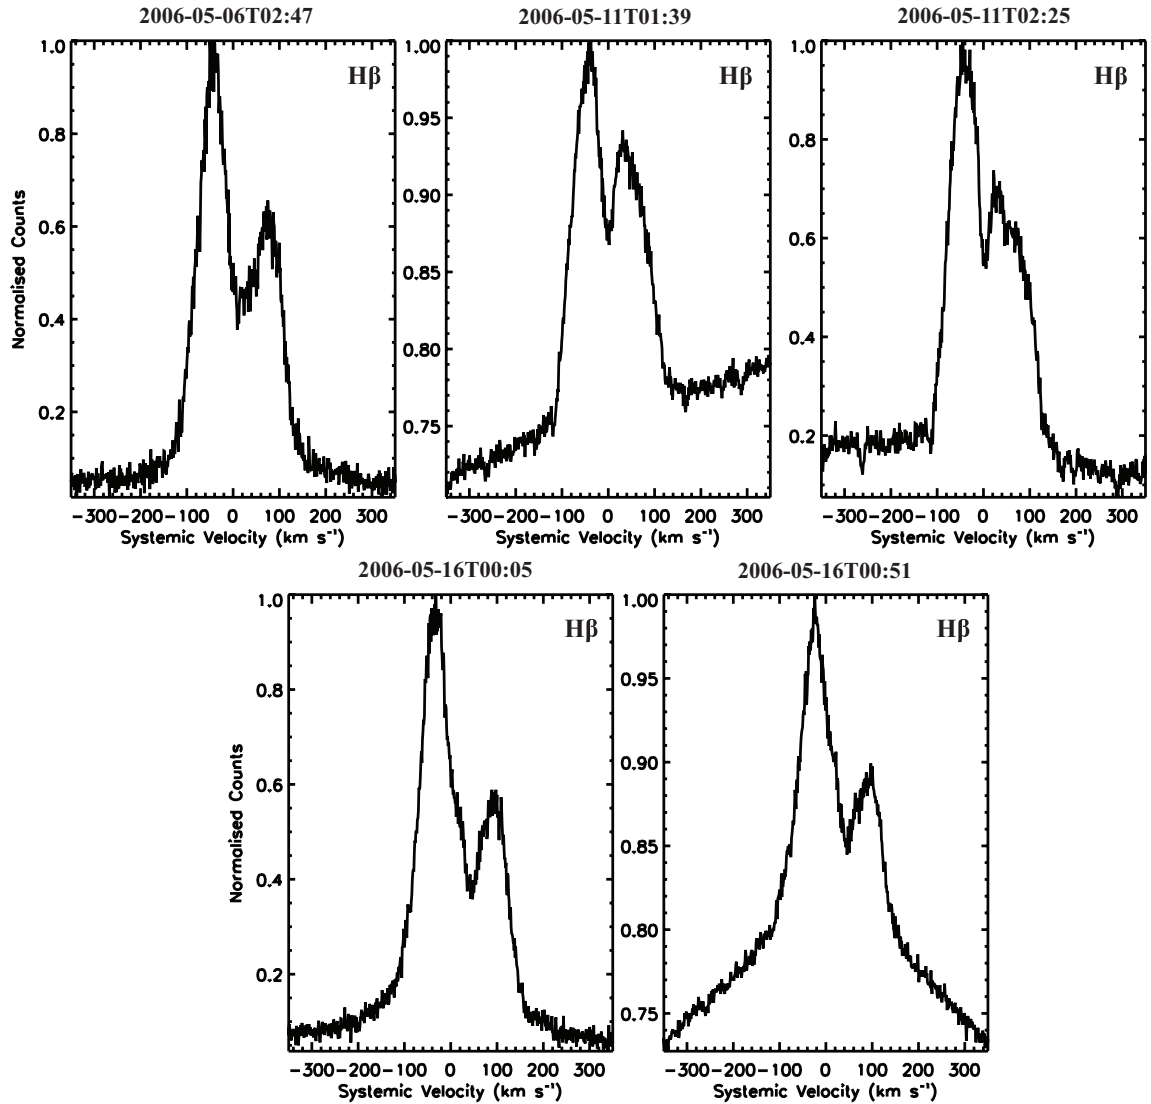 2006-05-06T02:47 2006-05-11T01:39 2006-05-11T02:25
1.0 1.00 1.0
Hβ Hβ Hβ
0.95
0.8 0.8
0.90
0.6 0.6
Normalised Counts
0.85
0.4 0.4
0.80
0.2 0.75 0.2
-300 -200 -100 0 100 200 300 -300 -200 -100 0 100 200 300 -300 -200 -100 0 100 200 300
Systemic Velocity (km s⁻¹) Systemic Velocity (km s⁻¹) Systemic Velocity (km s⁻¹)
2006-05-16T00:05 2006-05-16T00:51
1.0 1.00
Hβ Hβ
0.95
0.8
0.90
0.6
Normalised Counts
0.85
0.4
0.80
0.2
0.75
-300 -200 -100 0 100 200 300 -300 -200 -100 0 100 200 300
Systemic Velocity (km s⁻¹) Systemic Velocity (km s⁻¹)